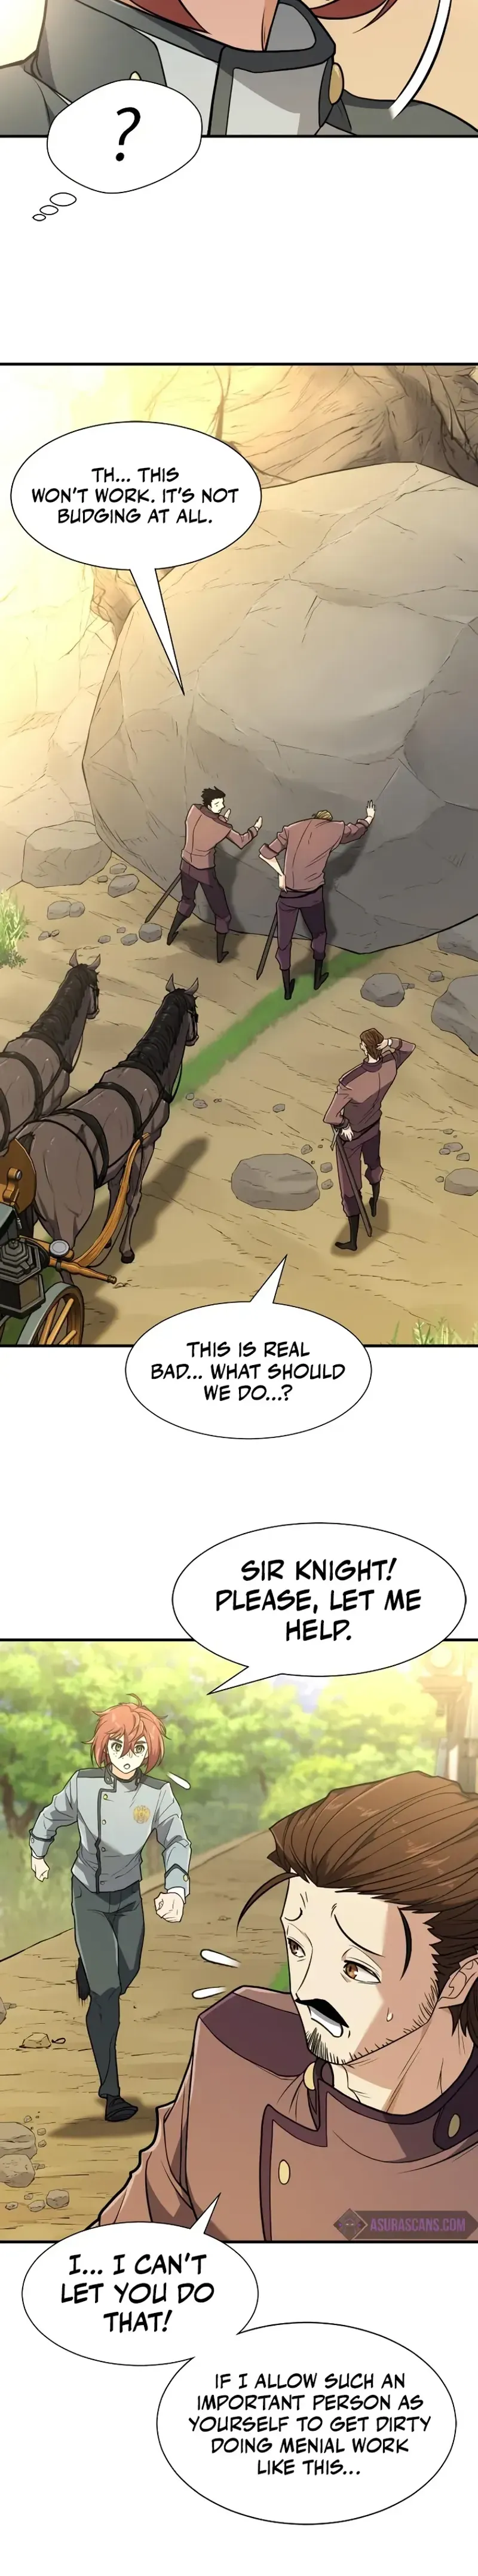 ?
TH... THIS
WON'T WORK. IT'S NOT
BUDGING AT ALL.
THIS IS REAL
BAD... WHAT SHOULD
WE DO...?
SIR KNIGHT!
PLEASE, LET ME
HELP.
ASURASCANS.COM
I... I CAN'T
LET YOU DO
THAT!
IF I ALLOW SUCH AN
IMPORTANT PERSON AS
YOURSELF TO GET DIRTY
DOING MENIAL WORK
LIKE THIS...